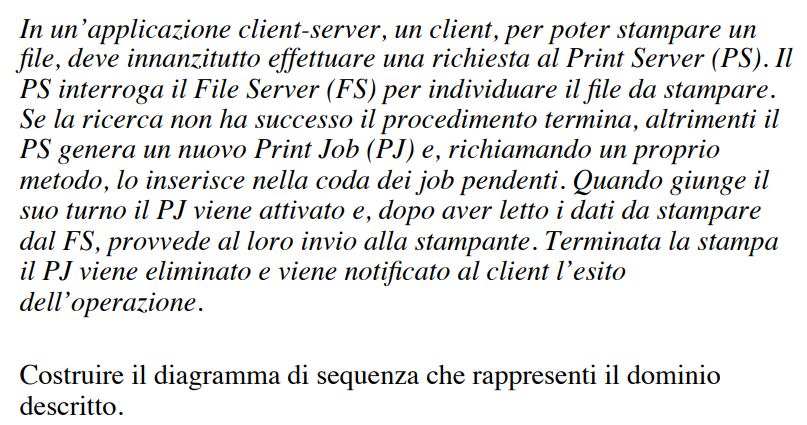 In un’applicazione client-server, un client, per poter stampare un
file, deve innanzitutto effettuare una richiesta al Print Server (PS). Il
PS interroga il File Server (FS) per individuare il file da stampare.
Se la ricerca non ha successo il procedimento termina, altrimenti il
PS genera un nuovo Print Job (PJ) e, richiamando un proprio
metodo, lo inserisce nella coda dei job pendenti. Quando giunge il
suo turno il PJ viene attivato e, dopo aver letto i dati da stampare
dal FS, provvede al loro invio alla stampante. Terminata la stampa
il PJ viene eliminato e viene notificato al client l’esito
dell’operazione.
Costruire il diagramma di sequenza che rappresenti il dominio
descritto.